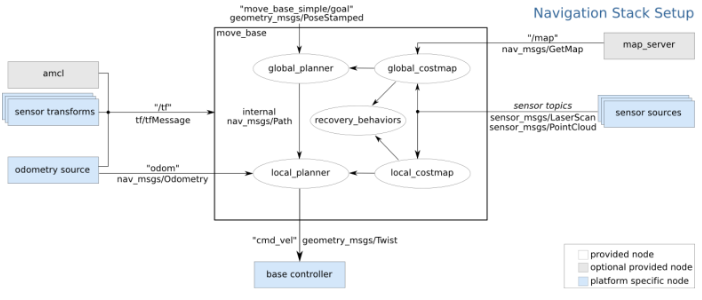 Navigation Stack Setup
"move_base_simple/goal"
geometry_msgs/PoseStamped
move_base
"/map"
nav_msgs/GetMap
map_server
global_planner
global_costmap
amcl
sensor transforms
"/tf"
tf/tfMessage
internal
nav_msgs/Path
recovery_behaviors
sensor topics
sensor_msgs/LaserScan
sensor_msgs/PointCloud
sensor sources
odometry source
"odom"
nav_msgs/Odometry
local_planner
local_costmap
"cmd_vel" geometry_msgs/Twist
base controller
provided node
optional provided node
platform specific node